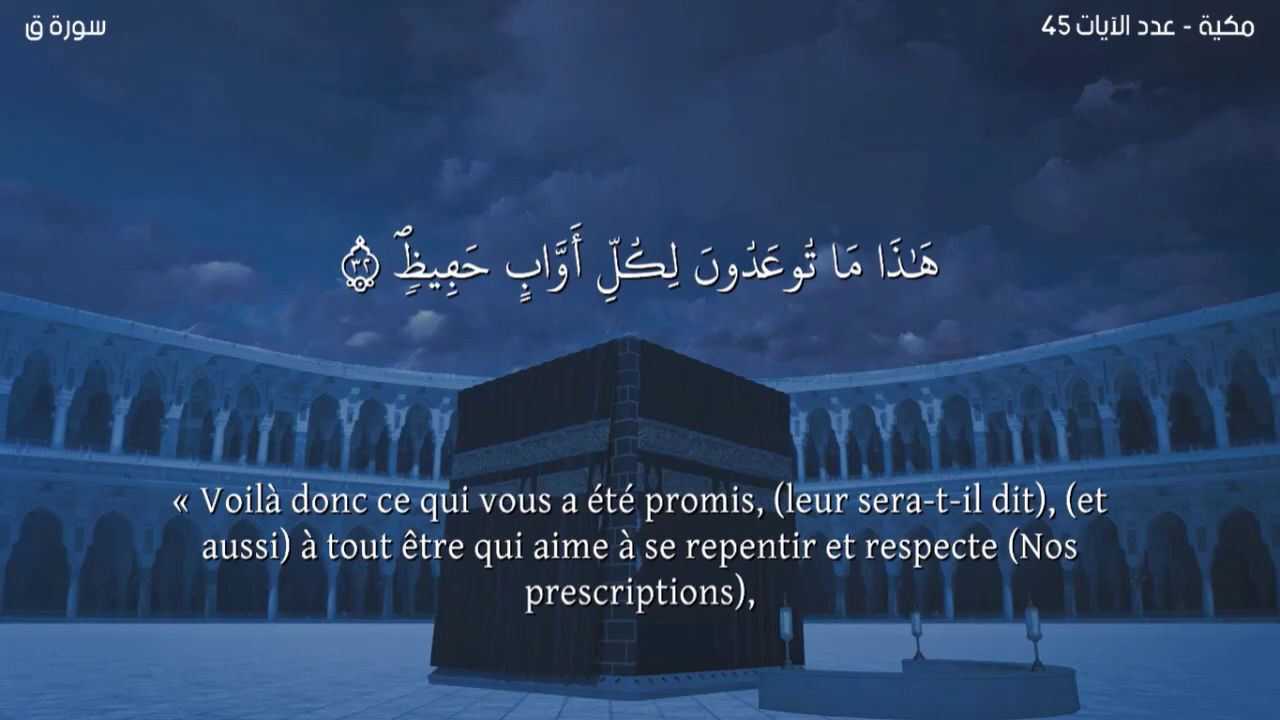 مكية - عدد الآيات 45
سورة ق
هَـٰذَا مَا تُوعَدُونَ لِكُلِّ أَوَّابٍ حَفِيظٍۢ ۝٣٢
« Voilà donc ce qui vous a été promis, (leur sera-t-il dit), (et
aussi) à tout être qui aime à se repentir et respecte (Nos
prescriptions),